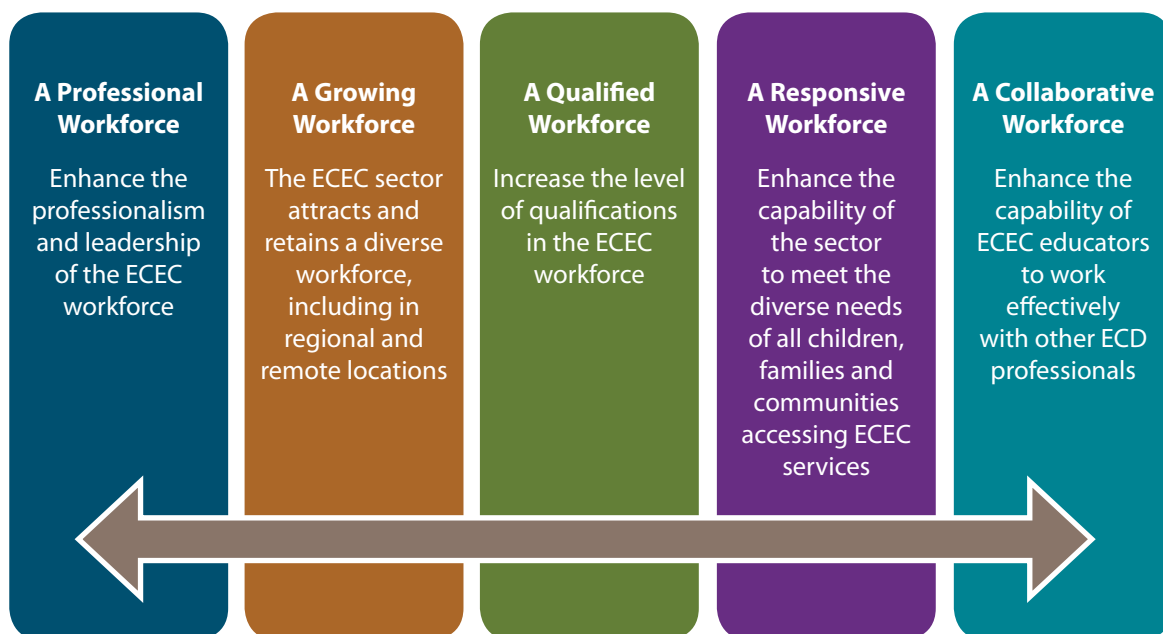 A Professional
Workforce
Enhance the
professionalism
and leadership
of the ECEC
workforce
A Growing
Workforce
The ECEC sector
attracts and
retains a diverse
workforce,
including in
regional and
remote locations
A Qualified
Workforce
Increase the level
of qualifications
in the ECEC
workforce
A Responsive
Workforce
Enhance the
capability of
the sector
to meet the
diverse needs
of all children,
families and
communities
accessing ECEC
services
A Collaborative
Workforce
Enhance the
capability of
ECEC educators
to work
effectively
with other ECD
professionals